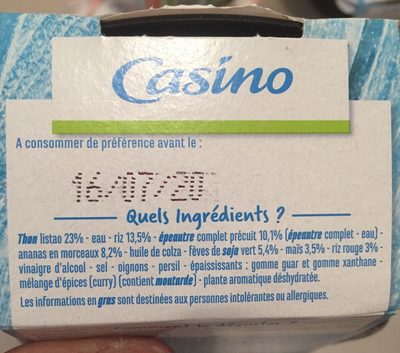 Casino
A consommer de préférence avant le :
16/07/20
Quels Ingrédients ?
Thon listao 23% - eau - riz 13,5% - épeautre complet précuit 10,1% (épeautre complet - eau) -
ananas en morceaux 8,2% - huile de colza - fèves de soja vert 5,4% - maïs 3,5% - riz rouge 3% -
vinaigre d'alcool - sel - oignons - persil - épaississants : gomme guar et gomme xanthane -
mélange d'épices (curry) (contient moutarde) - plante aromatique déshydratée.
Les informations en gras sont destinées aux personnes intolérantes ou allergiques.